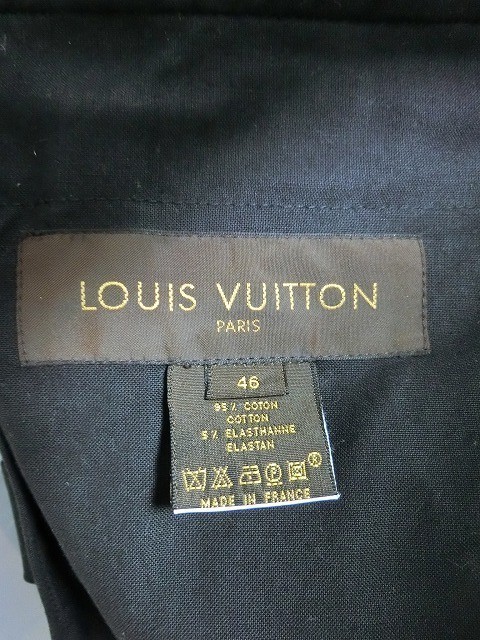 LOUIS VUITTON
PARIS
46
95% COTON
COTTON
5% ELASTHANNE
ELASTAN
MADE IN FRANCE